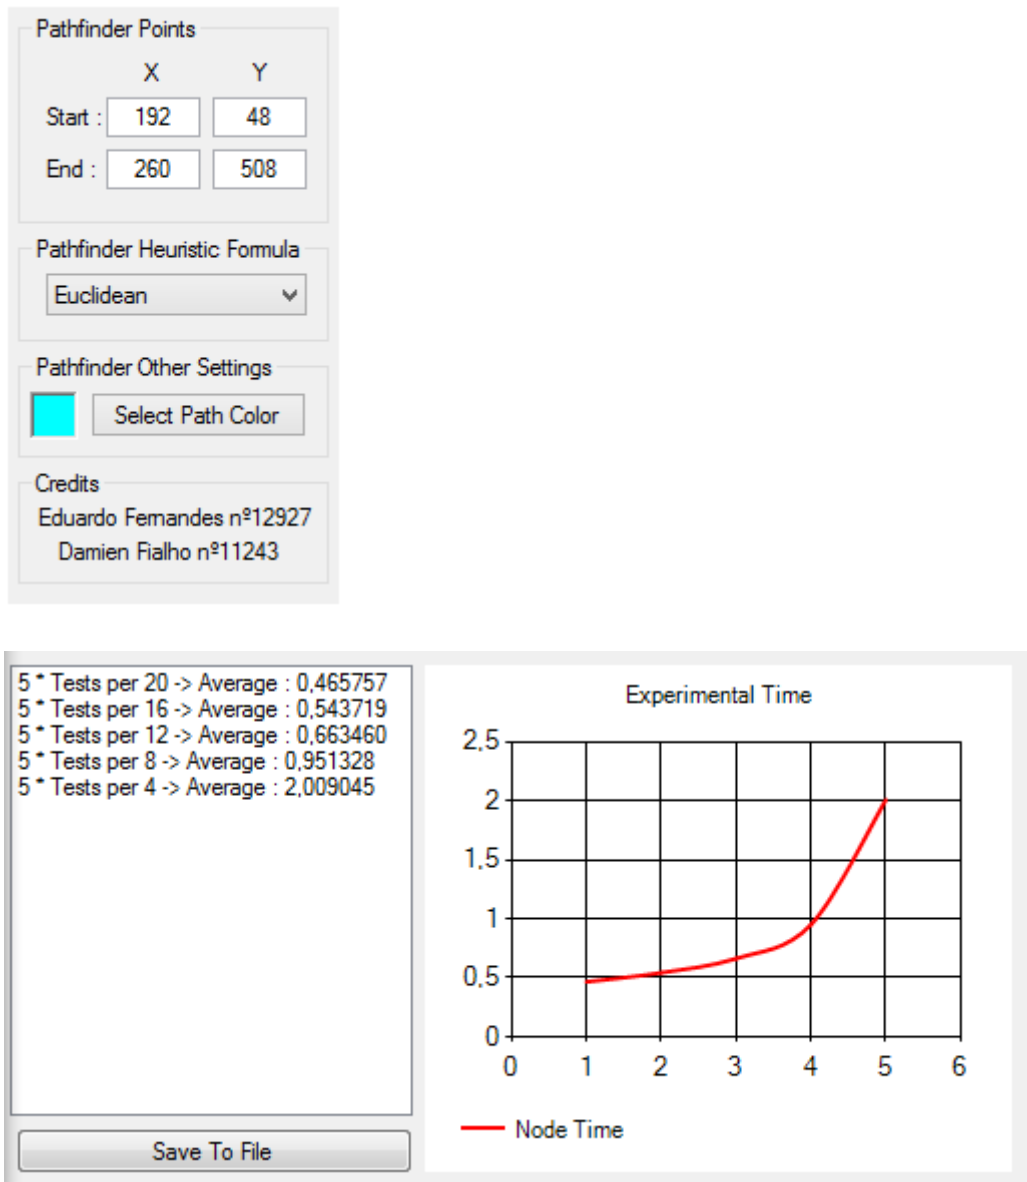 Pathfinder Points
X Y
Start : 192 48
End : 260 508
Pathfinder Heuristic Formula
Euclidean
Pathfinder Other Settings
Select Path Color
Credits
Eduardo Fernandes nº12927
Damien Fialho nº11243
5 * Tests per 20 -> Average : 0,465757
5 * Tests per 16 -> Average : 0,543719
5 * Tests per 12 -> Average : 0,663460
5 * Tests per 8 -> Average : 0,951328
5 * Tests per 4 -> Average : 2,009045
Save To File
Experimental Time
2,5
2
1,5
1
0,5
0
0 1 2 3 4 5 6
Node Time